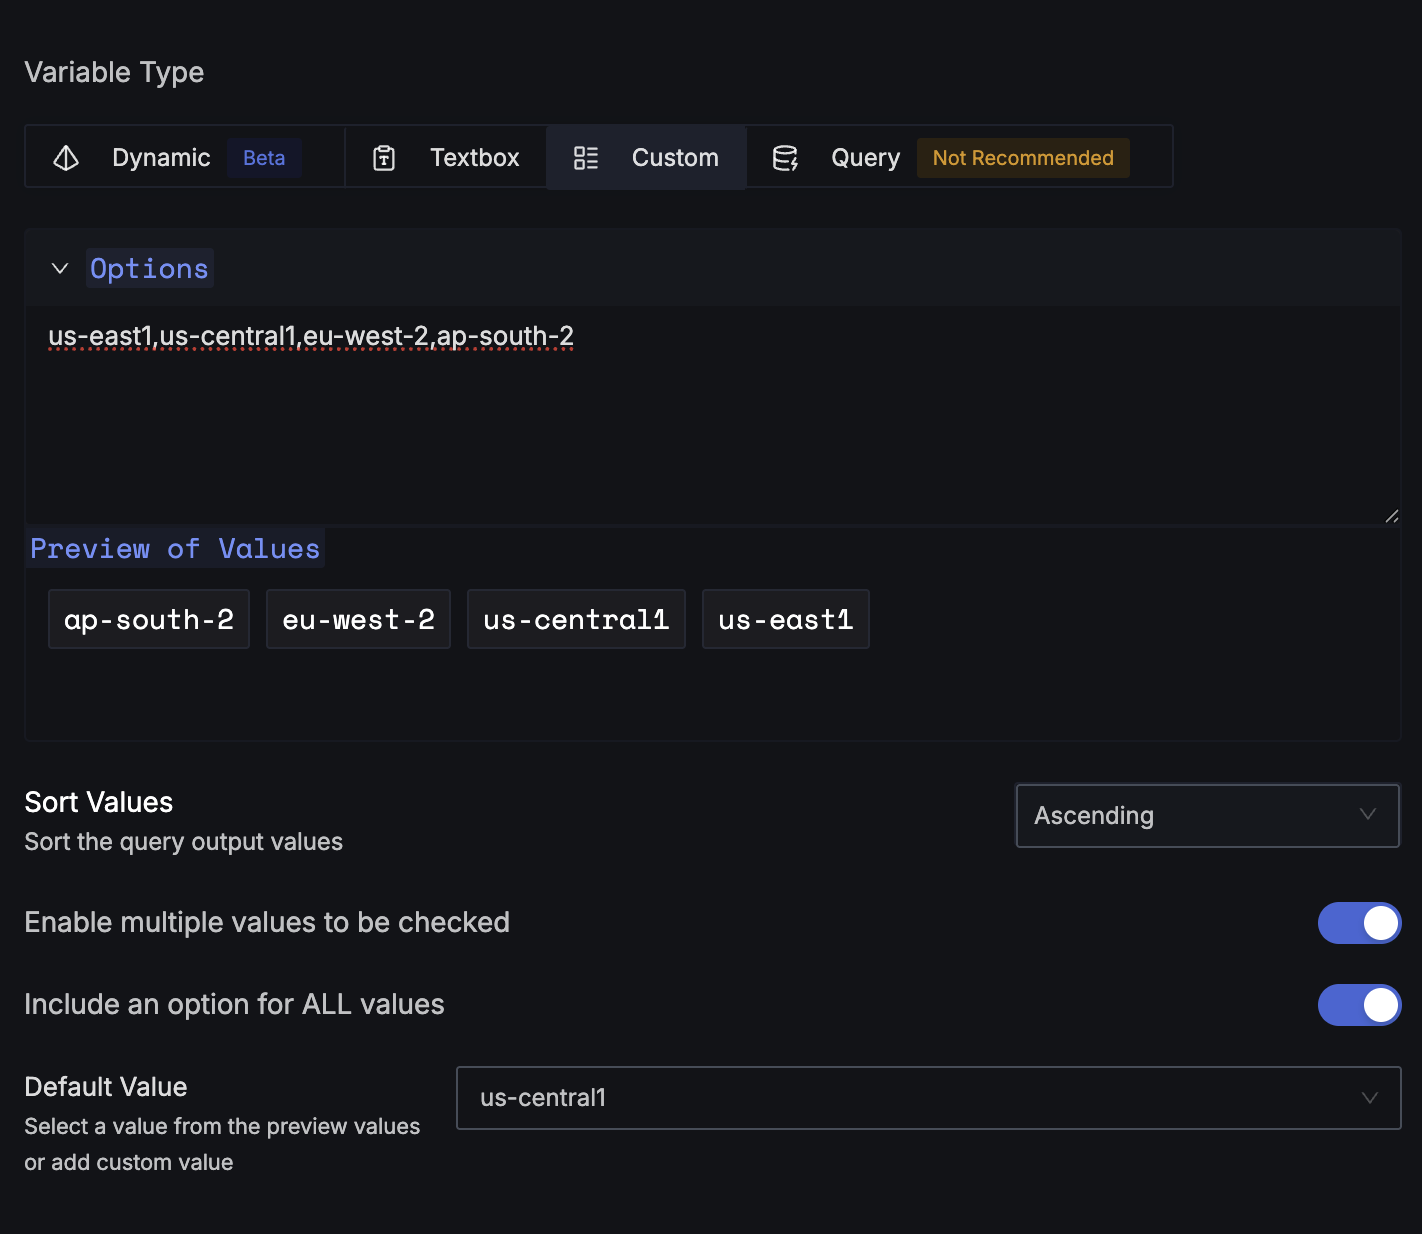 Variable Type
Dynamic Beta Textbox Custom Query Not Recommended
Options
us-east1,us-central1,eu-west-2,ap-south-2
Preview of Values
ap-south-2 eu-west-2 us-central1 us-east1
Sort Values
Ascending
Sort the query output values
Enable multiple values to be checked
Include an option for ALL values
Default Value
us-central1
Select a value from the preview values
or add custom value